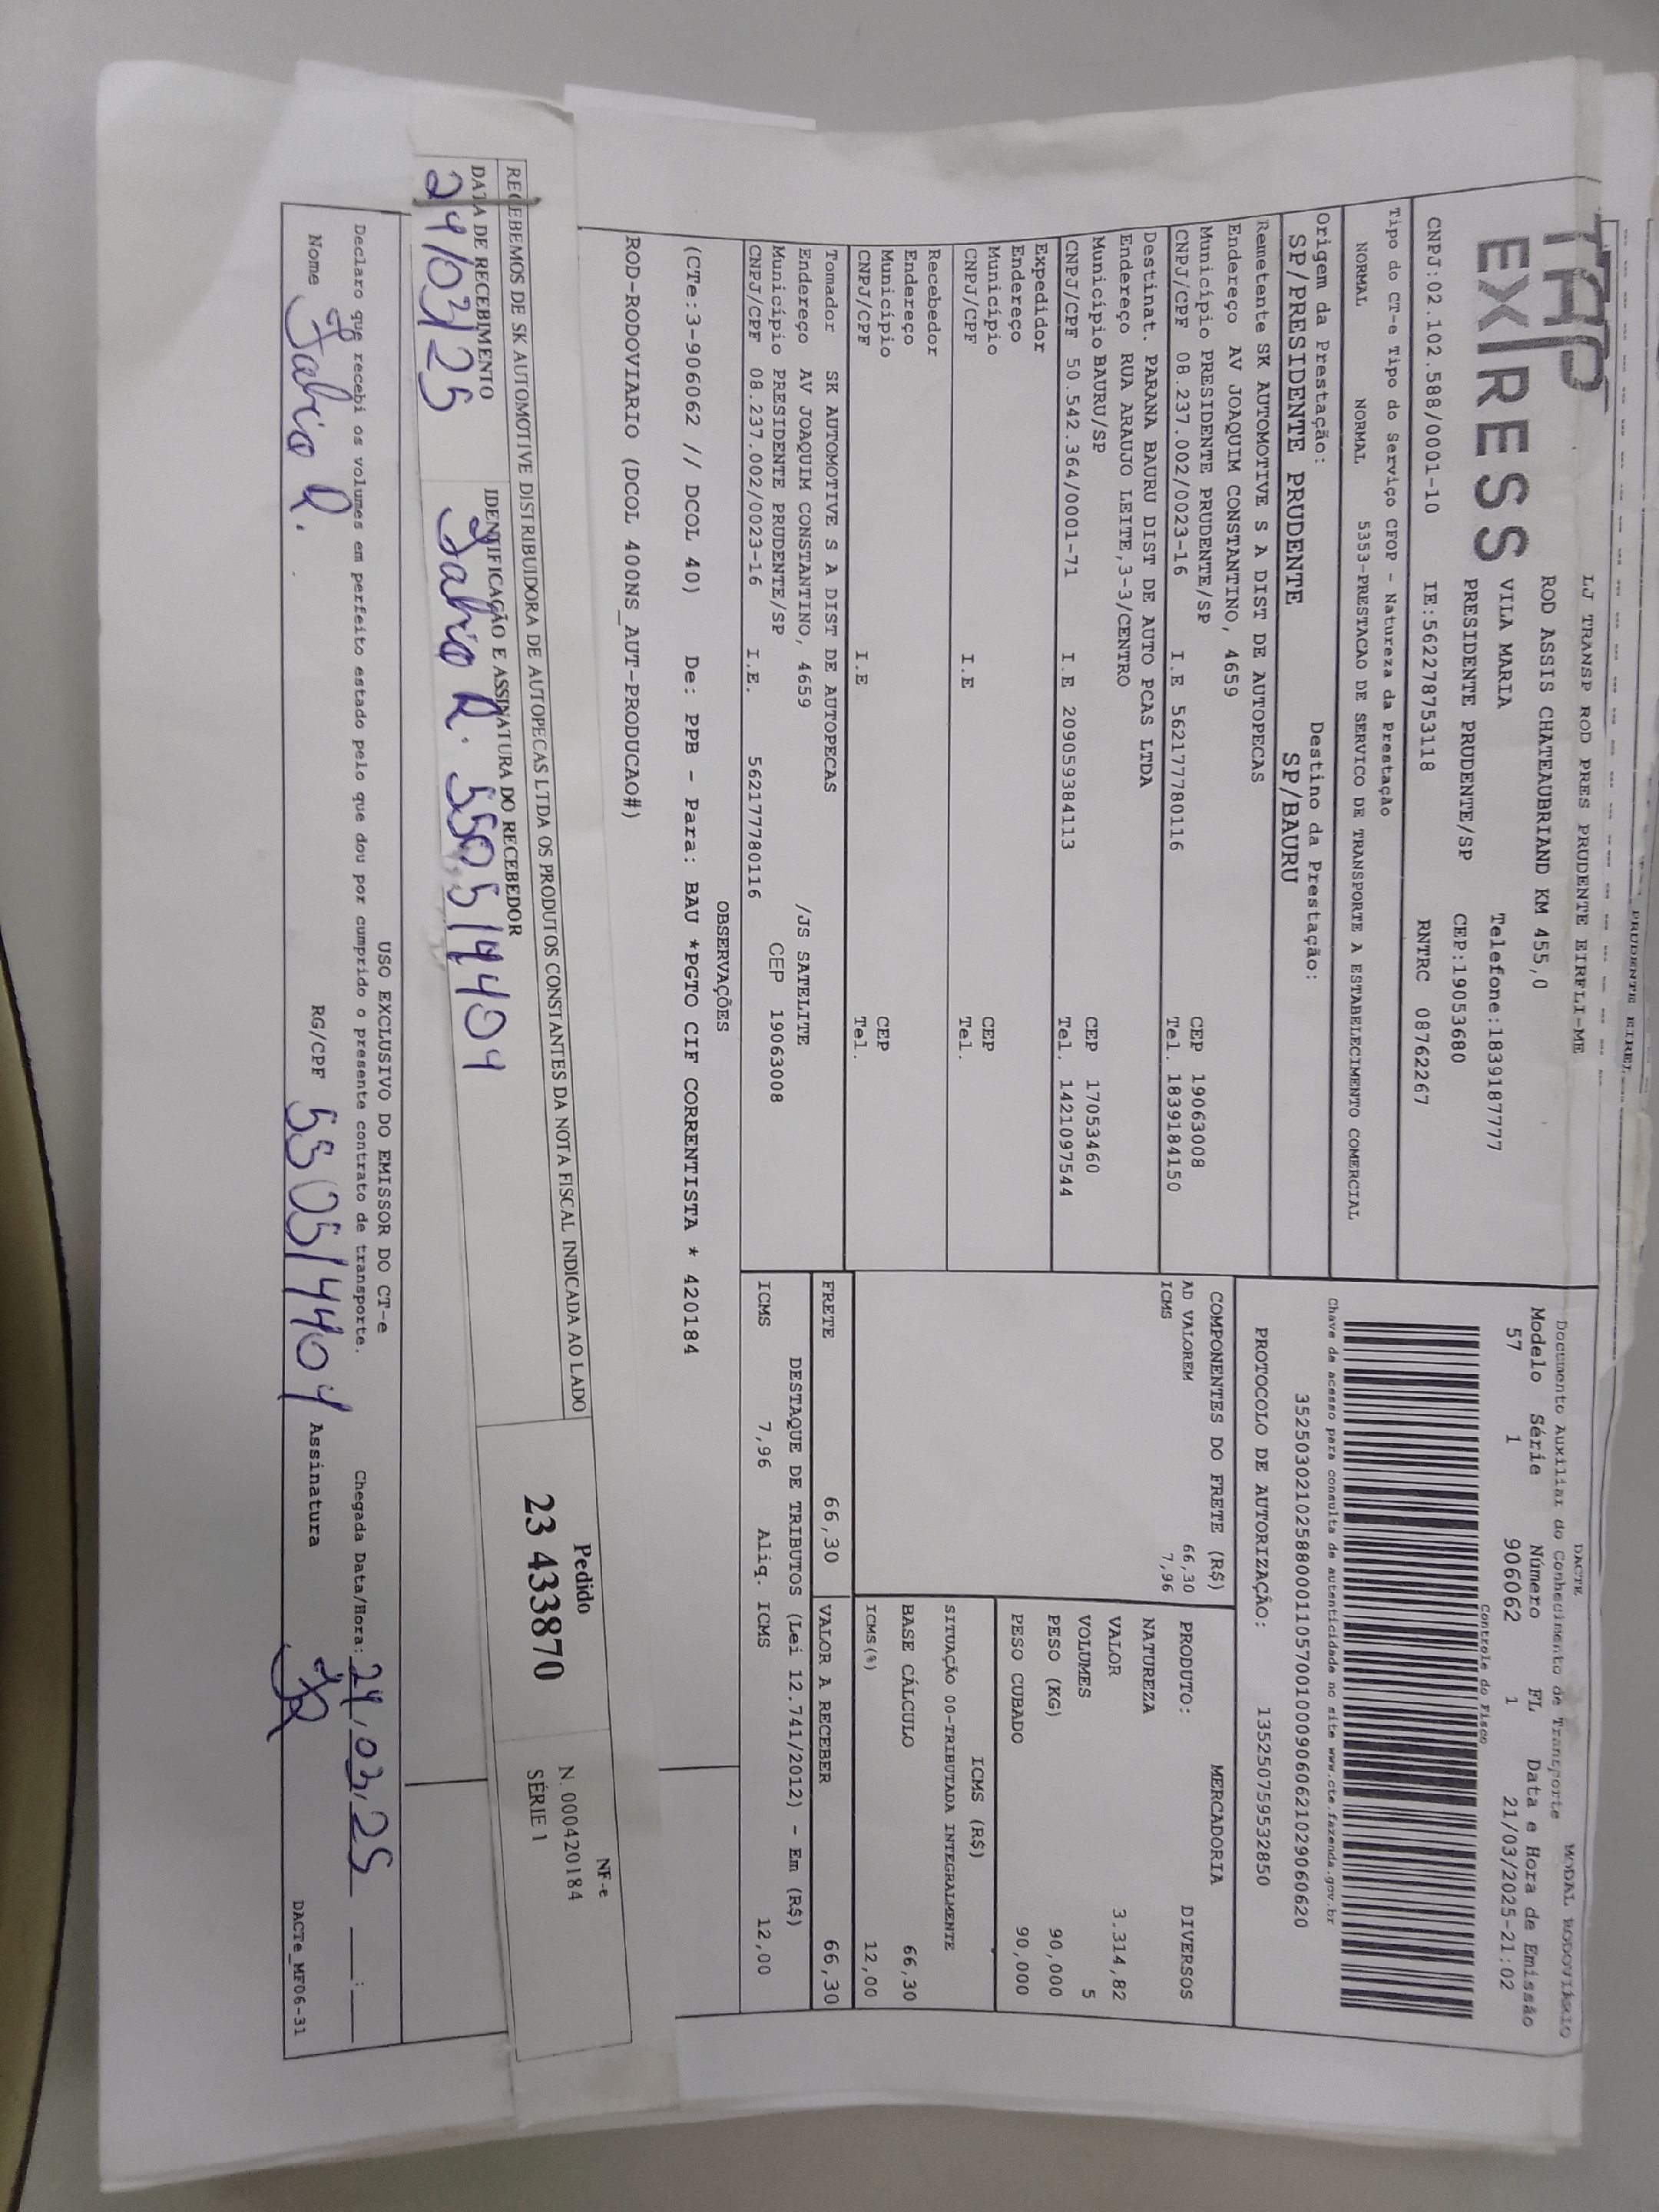 PRUDENTE EIREL
TAP
EXPRESS
LJ TRANSP ROD PRES PRUDENTE EIRELI-ME
ROD ASSIS CHATEAUBRIAND KM 455,0
VILA MARIA Telefone:1839187777
PRESIDENTE PRUDENTE/SP CEP:19053680
CNPJ:02.102.588/0001-10 IE:562278753118 RNTRC 08762267
DACTE MODAL RODOVIÁRIO
Documento Auxiliar do Conhecimento de Transporte
Modelo Série Número FL Data e Hora de Emissão
57 1 906062 1 21/03/2025-21:02
Controle do Fisco
Chave de acesso para consulta de autenticidade no site www.cte.fazenda.gov.br
35250302102588000110570010009060621029060620
PROTOCOLO DE AUTORIZAÇÃO: 135250759532850
Tipo do CT-e Tipo do Serviço CFOP - Natureza da Prestação
NORMAL NORMAL 5353-PRESTACAO DE SERVICO DE TRANSPORTE A ESTABELECIMENTO COMERCIAL
Origem da Prestação: Destino da Prestação:
SP/PRESIDENTE PRUDENTE SP/BAURU
Remetente SK AUTOMOTIVE S A DIST DE AUTOPECAS
Endereço AV JOAQUIM CONSTANTINO, 4659
Município PRESIDENTE PRUDENTE/SP CEP 19063008
CNPJ/CPF 08.237.002/0023-16 I.E 562177780116 Tel. 1839184150
Destinat. PARANA BAURU DIST DE AUTO PCAS LTDA
Endereço RUA ARAUJO LEITE,3-3/CENTRO
Município BAURU/SP CEP 17053460
CNPJ/CPF 50.542.364/0001-71 I.E 209059384113 Tel. 1421097544
Expedidor
Endereço
Município CEP
CNPJ/CPF I.E Tel.
Recebedor
Endereço
Município CEP
CNPJ/CPF I.E Tel.
Tomador SK AUTOMOTIVE S A DIST DE AUTOPECAS
Endereço AV JOAQUIM CONSTANTINO, 4659 /JS SATELITE
Município PRESIDENTE PRUDENTE/SP CEP 19063008
CNPJ/CPF 08.237.002/0023-16 I.E. 562177780116
COMPONENTES DO FRETE (R$)
AD VALOREM 66,30
ICMS 7,96
MERCADORIA
PRODUTO: DIVERSOS
NATUREZA
VALOR 3.314,82
VOLUMES 5
PESO (KG) 90,000
PESO CUBADO 90,000
ICMS (R$)
SITUAÇÃO 00-TRIBUTADA INTEGRALMENTE
BASE CÁLCULO 66,30
ICMS(%) 12,00
FRETE 66,30 VALOR A RECEBER 66,30
DESTAQUE DE TRIBUTOS (Lei 12.741/2012) - Em (R$)
ICMS 7,96 Aliq. ICMS 12,00
OBSERVAÇÕES
(CTe:3-906062 // DCOL 40) De: PPB - Para: BAU *PGTO CIF CORRENTISTA * 420184
ROD-RODOVIARIO (DCOL 400NS_AUT-PRODUCAO#)
RECEBEMOS DE SK AUTOMOTIVE DISTRIBUIDORA DE AUTOPECAS LTDA OS PRODUTOS CONSTANTES DA NOTA FISCAL INDICADA AO LADO
DATA DE RECEBIMENTO IDENTIFICAÇÃO E ASSINATURA DO RECEBEDOR
24/03/25 Fabio R. 550514404
Pedido
23 433870
NF-e
N. 000420184
SÉRIE 1
USO EXCLUSIVO DO EMISSOR DO CT-e
Declaro que recebi os volumes em perfeito estado pelo que dou por cumprido o presente contrato de transporte. Chegada Data/Hora: 24/03/25 ___:___
Nome Fabio R. RG/CPF 550514404 Assinatura
DACTe_MF06-31